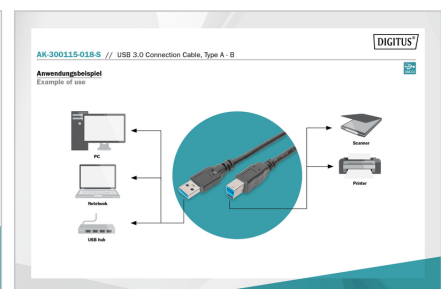 DIGITUS®
AK-300115-018-S // USB 3.0 Connection Cable, Type A - B
Anwendungsbeispiel
Example of use
PC
Notebook
USB hub
Scanner
Printer